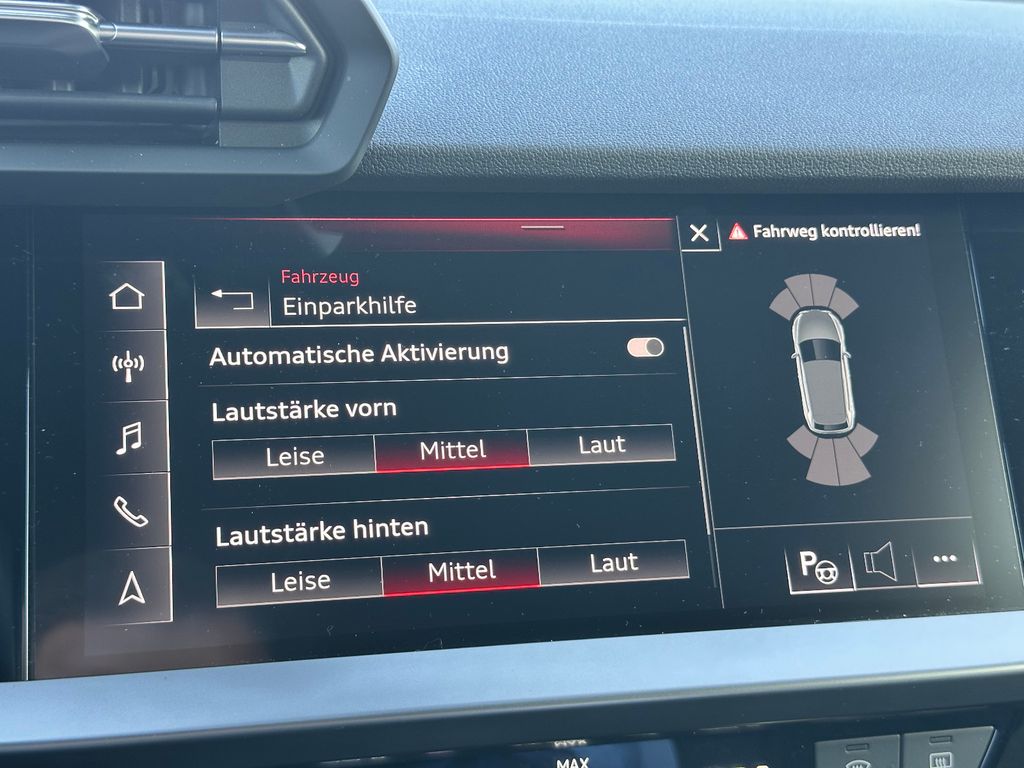 Fahrweg kontrollieren!
Fahrzeug
Einparkhilfe
Automatische Aktivierung
Lautstärke vorn
Leise Mittel Laut
Lautstärke hinten
Leise Mittel Laut
P
MAX